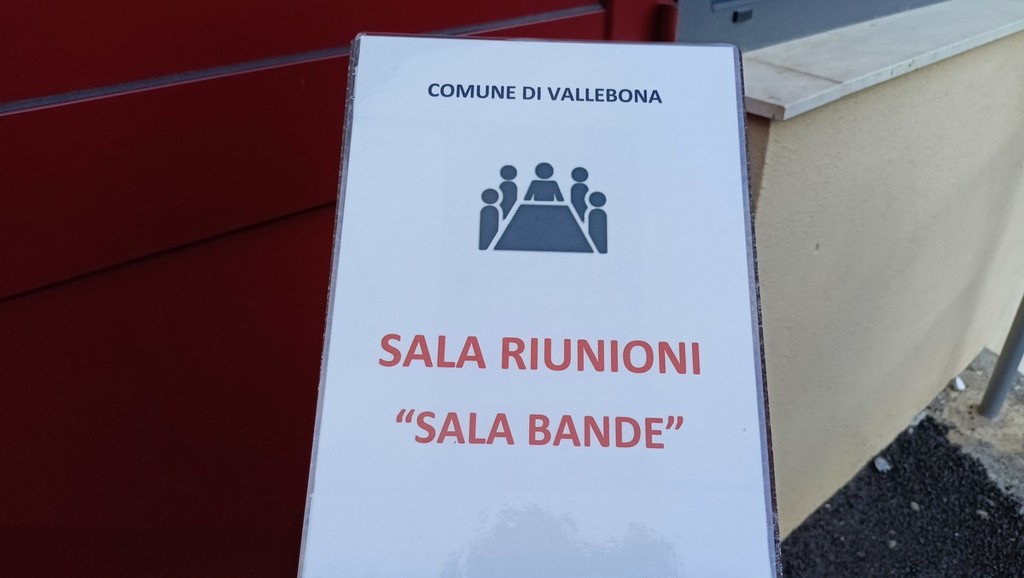 COMUNE DI VALLEBONA
SALA RIUNIONI
“SALA BANDE”